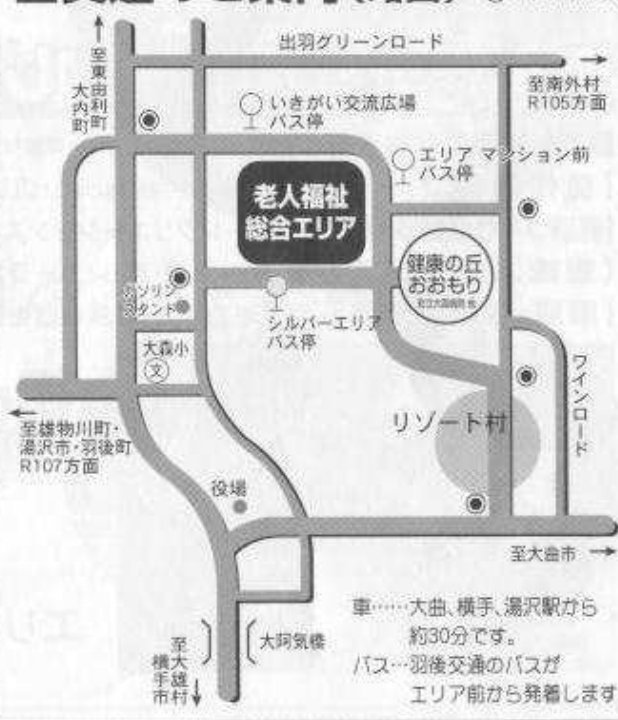 出羽グリーンロード
至東由利町
大内町
至南外村
R105方面
いきがい交流広場
バス停
エリア マンション前
バス停
老人福祉
総合エリア
健康の丘
おおもり
ガソリン
スタンド
シルバーエリア
バス停
大森小
文
ワインロード
リゾート村
至雄物川町・
湯沢市・羽後町
R107方面
役場
至大曲市
大阿気橋
至大雄村
横手市
車……大曲、横手、湯沢駅から
約30分です。
バス…羽後交通のバスが
エリア前から発着します